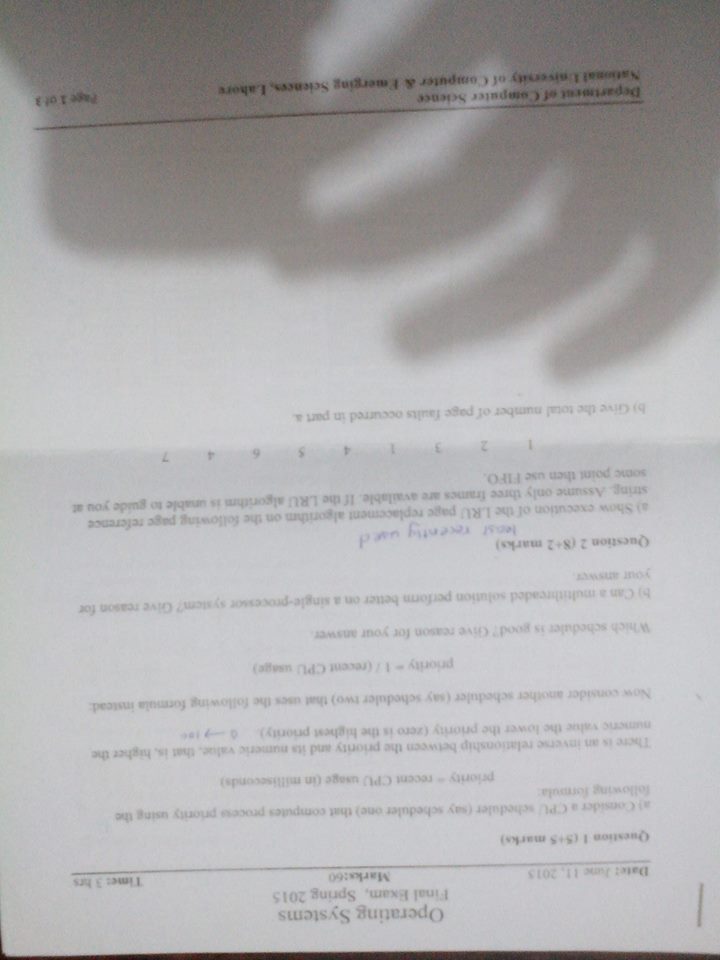 Operating Systems
Final Exam, Spring 2015
Date: June 11, 2015 Marks:60 Time: 3 hrs
Question 1 (5+5 marks)
a) Consider a CPU scheduler (say scheduler one) that computes process priority using the
following formula:
priority = recent CPU usage (in milliseconds)
There is an inverse relationship between the priority and its numeric value, that is, higher the
numeric value the lower the priority (zero is the highest priority). 0 → 100
Now consider another scheduler (say scheduler two) that uses the following formula instead:
priority = 1 / (recent CPU usage)
Which scheduler is good? Give reason for your answer.
b) Can a multithreaded solution perform better on a single-processor system? Give reason for
your answer.
Question 2 (8+2 marks)
least recently used
a) Show execution of the LRU page replacement algorithm on the following page reference
string. Assume only three frames are available. If the LRU algorithm is unable to guide you at
some point then use FIFO.
1 2 3 1 4 5 6 4 7
b) Give the total number of page faults occurred in part a.
Department of Computer Science
National University of Computer & Emerging Sciences, Lahore Page 1 of 3